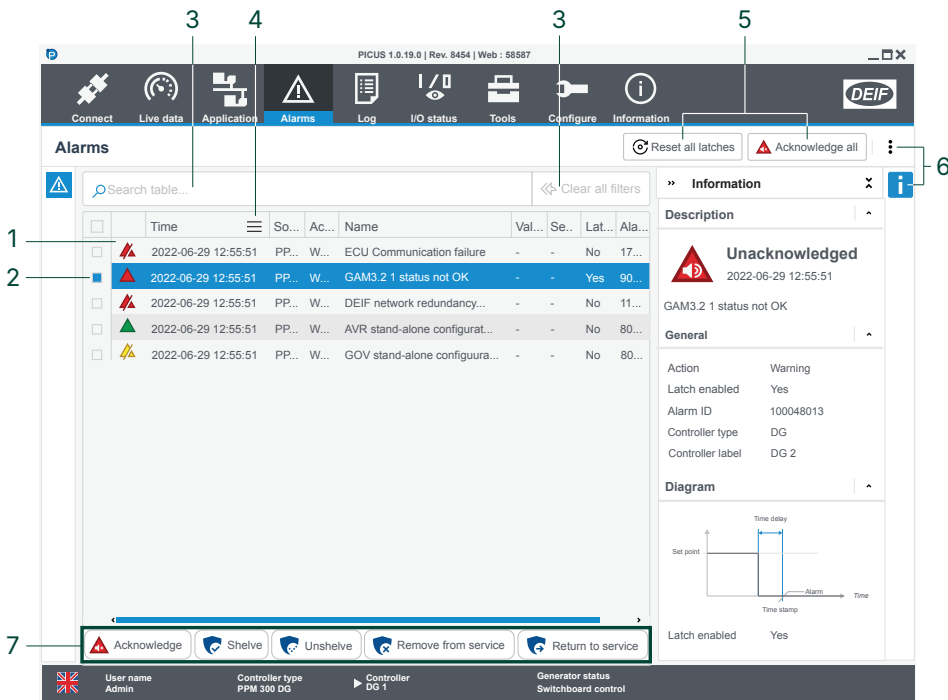 3 4 3 5
PICUS 1.0.19.0 | Rev. 8454 | Web : 58587
Connect Live data Application Alarms Log I/O status Tools Configure Information DEIF
Alarms Reset all latches Acknowledge all
6
Search table... Clear all filters
Information
Time So... Ac... Name Val... Se.. Lat... Ala...
1 2022-06-29 12:55:51 PP... W... ECU Communication failure - - No 17...
2 2022-06-29 12:55:51 PP... W... GAM3.2 1 status not OK - - Yes 90...
2022-06-29 12:55:51 PP... W... DEIF network redundancy... - - No 11...
2022-06-29 12:55:51 PP... W... AVR stand-alone configurat... - - No 80...
2022-06-29 12:55:51 PP... W... GOV stand-alone configuura... - - No 80...
Description
Unacknowledged
2022-06-29 12:55:51
GAM3.2 1 status not OK
General
Action Warning
Latch enabled Yes
Alarm ID 100048013
Controller type DG
Controller label DG 2
Diagram
Time delay
Set point
Alarm
Time
Time stamp
Latch enabled Yes
7 Acknowledge Shelve Unshelve Remove from service Return to service
User name
Admin
Controller type
PPM 300 DG
Controller
DG 1
Generator status
Switchboard control